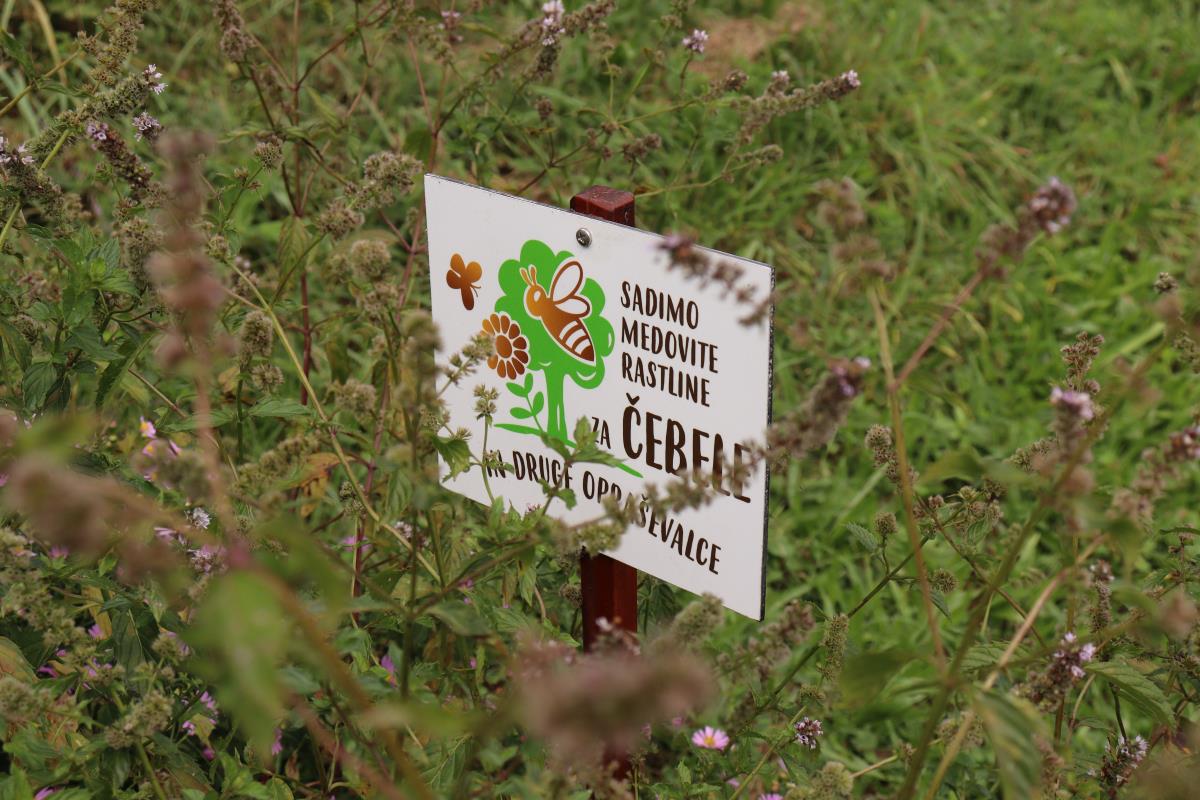 SADIMO
MEDOVITE
RASTLINE
ZA ČEBELE
IN DRUGE OPRAŠEVALCE